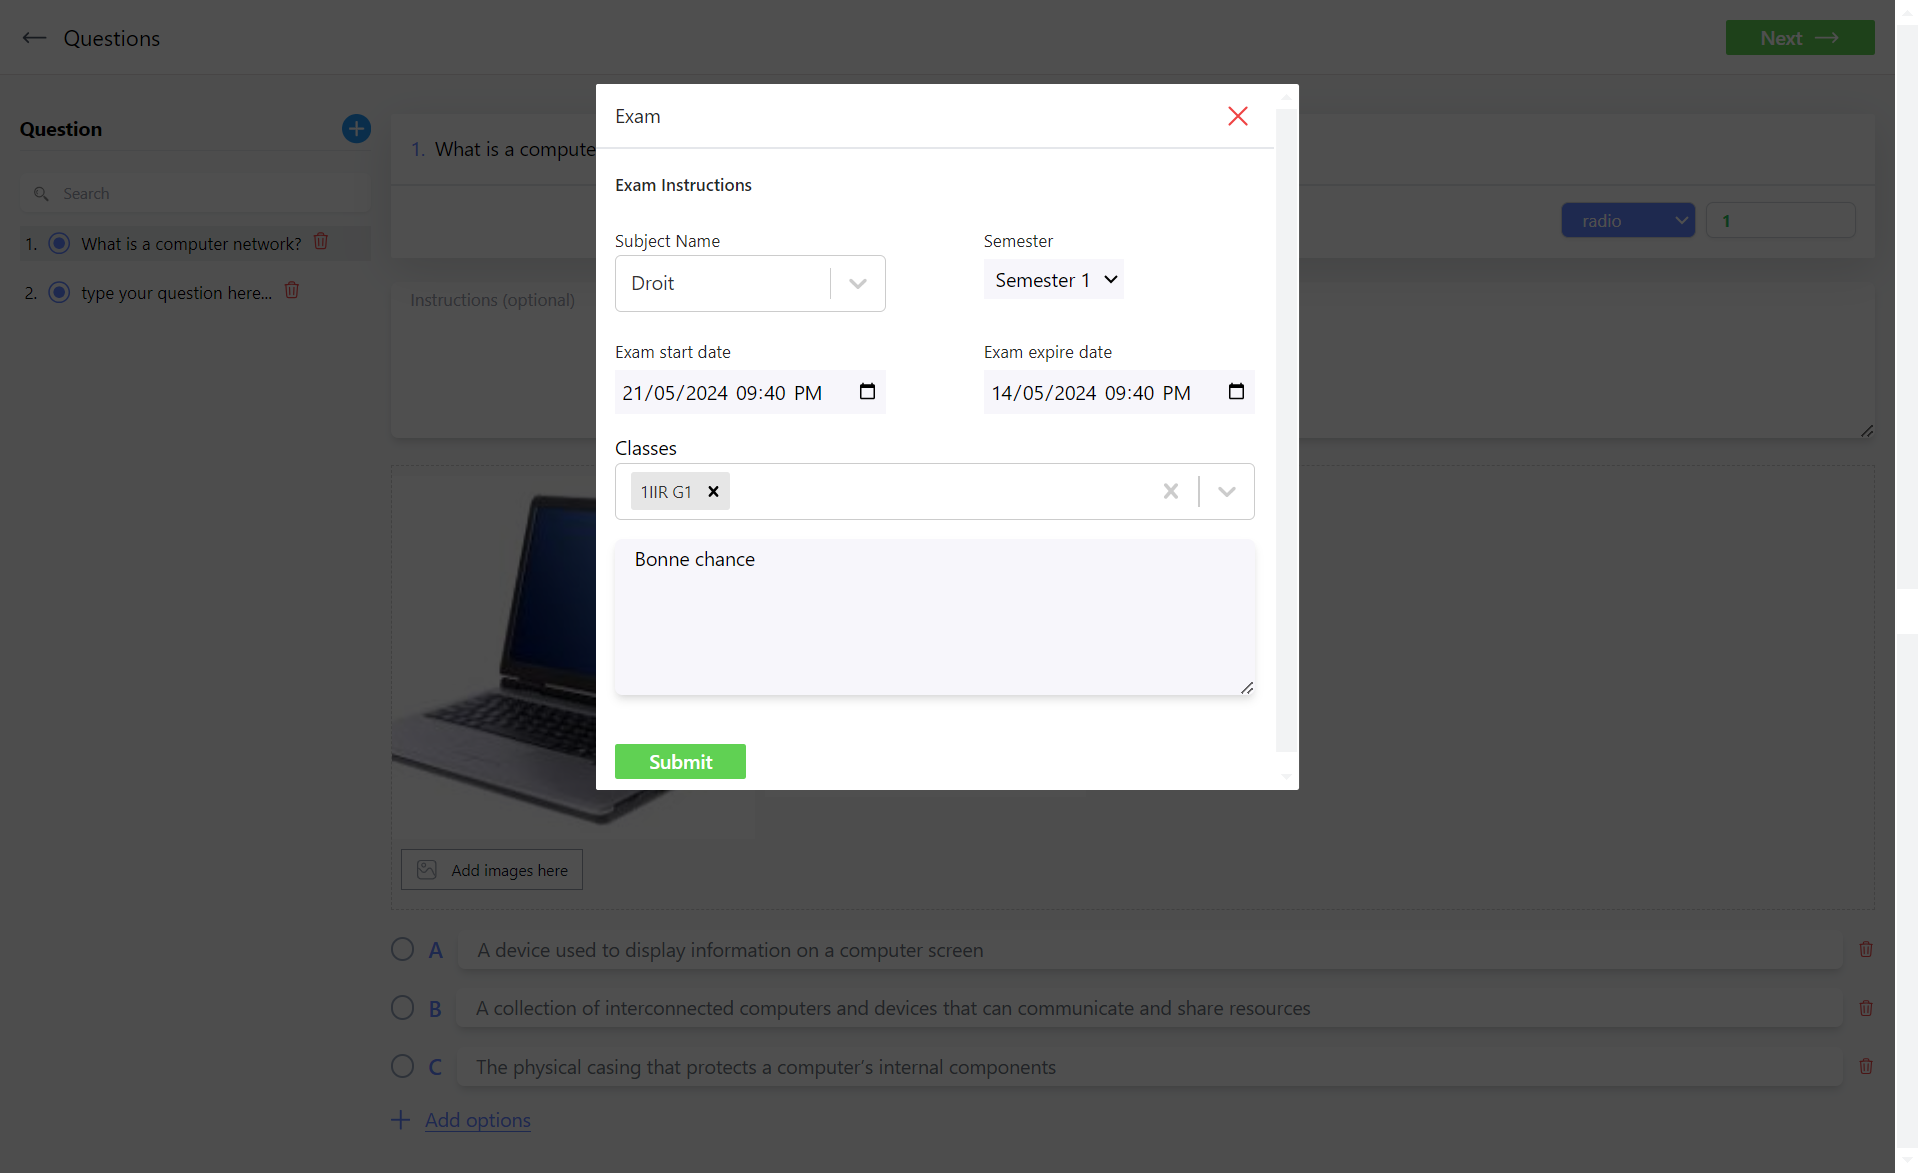 Questions
Next
Question
Search
1. What is a computer network?
2. type your question here...
1. What is a compute
radio
1
Instructions (optional)
Exam
Exam Instructions
Subject Name
Semester
Droit
Semester 1
Exam start date
Exam expire date
21/05/2024 09:40 PM
14/05/2024 09:40 PM
Classes
1IIR G1
Bonne chance
Submit
Add images here
A A device used to display information on a computer screen
B A collection of interconnected computers and devices that can communicate and share resources
C The physical casing that protects a computer’s internal components
Add options